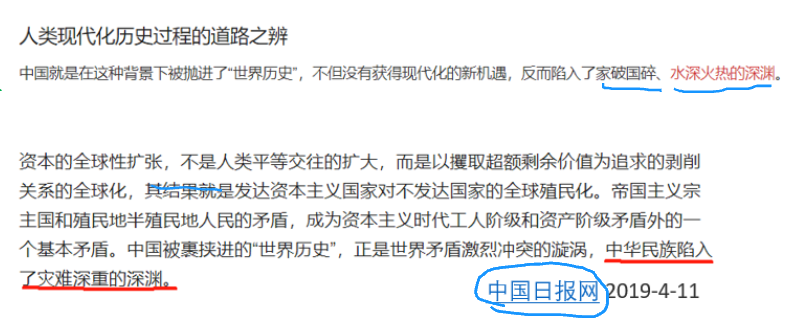 人类现代化历史过程的道路之辨
中国就是在这种背景下被抛进了“世界历史”，不但没有获得现代化的新机遇，反而陷入了家破国碎、水深火热的深渊。
资本的全球性扩张，不是人类平等交往的扩大，而是以攫取超额剩余价值为追求的剥削
关系的全球化，其结果就是发达资本主义国家对不发达国家的全球殖民化。帝国主义宗
主国和殖民地半殖民地人民的矛盾，成为资本主义时代工人阶级和资产阶级矛盾外的一
个基本矛盾。中国被裹挟进的“世界历史”，正是世界矛盾激烈冲突的旋涡，中华民族陷入
了灾难深重的深渊。
中国日报网 2019-4-11